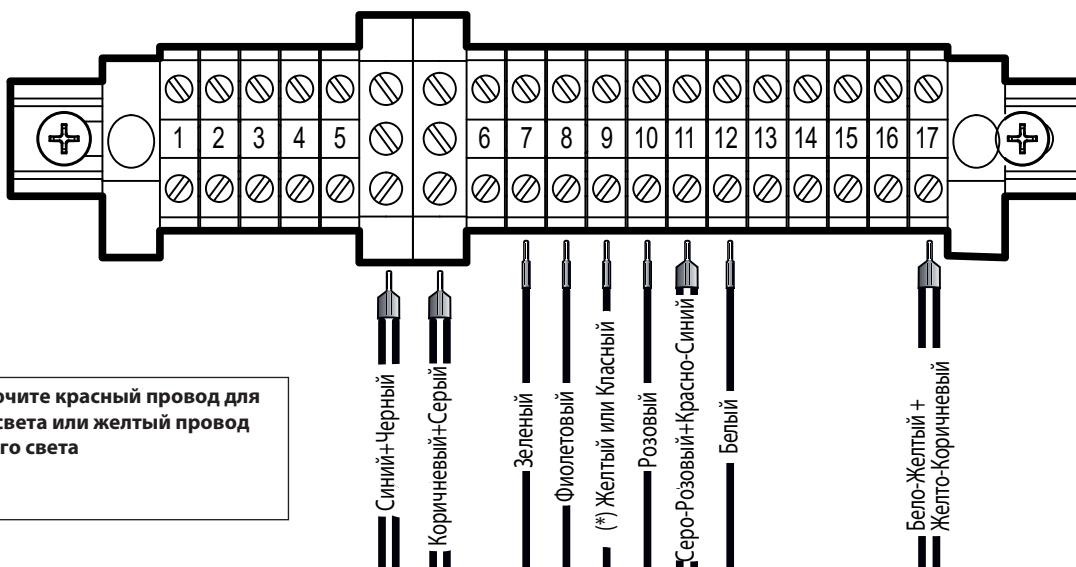 1 2 3 4 5 6 7 8 9 10 11 12 13 14 15 16 17
очите красный провод для
света или желтый провод
го света
Синий+Черный
Коричневый+Серый
Зеленый
Фиолетовый
(*) Желтый или Класный
Розовый
Серо-Розовый+Красно-Синий
Белый
Бело-Желтый +
Желто-Коричневый